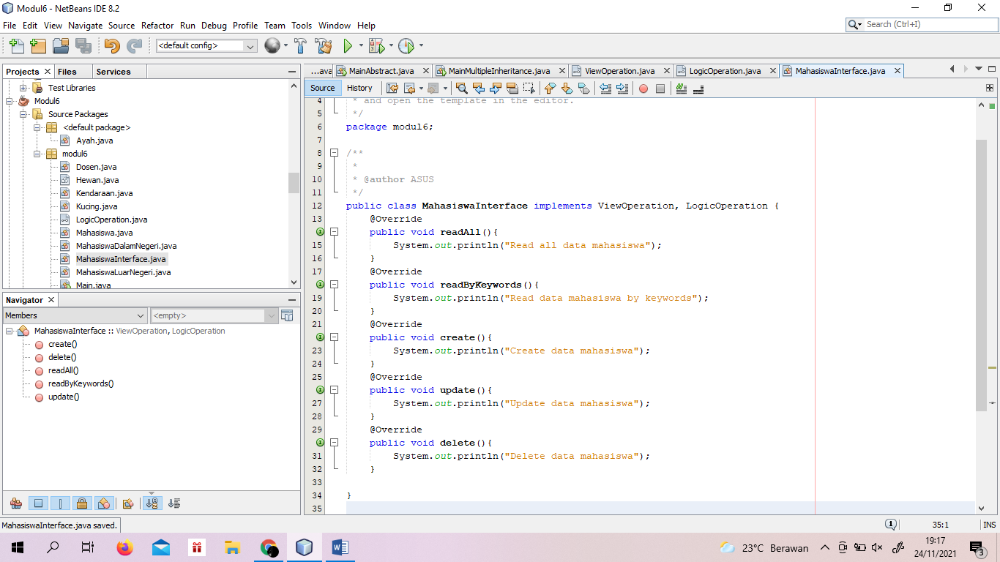 Modul6 - NetBeans IDE 8.2
File Edit View Navigate Source Refactor Run Debug Profile Team Tools Window Help
Search (Ctrl+I)
<default config>
Projects Files Services
Test Libraries
Modul6
Source Packages
<default package>
Ayah.java
modul6
Dosen.java
Hewan.java
Kendaraan.java
Kucing.java
LogicOperation.java
Mahasiswa.java
MahasiswaDalamNegeri.java
MahasiswaInterface.java
MahasiswaLuarNegeri.java
Main.java
Navigator
Members <empty>
MahasiswaInterface :: ViewOperation, LogicOperation
create()
delete()
readAll()
readByKeywords()
update()
...ava MainAbstract.java MainMultipleInheritance.java ViewOperation.java LogicOperation.java MahasiswaInterface.java
Source History
4 * and open the template in the editor.
5 */
6 package modul6;
7
8 /**
9 *
10 * @author ASUS
11 */
12 public class MahasiswaInterface implements ViewOperation, LogicOperation {
13 @Override
public void readAll(){
15 System.out.println("Read all data mahasiswa");
16 }
17 @Override
public void readByKeywords(){
19 System.out.println("Read data mahasiswa by keywords");
20 }
21 @Override
public void create(){
23 System.out.println("Create data mahasiswa");
24 }
25 @Override
public void update(){
27 System.out.println("Update data mahasiswa");
28 }
29 @Override
public void delete(){
31 System.out.println("Delete data mahasiswa");
32 }
33
34 }
35
MahasiswaInterface.java saved.
1 35:1 INS
23°C Berawan
19:17
24/11/2021
3